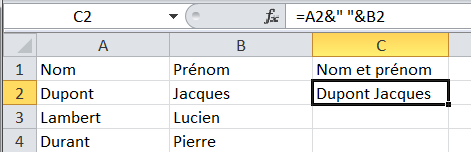 C2 fx =A2&" "&B2
A B C
1 Nom Prénom Nom et prénom
2 Dupont Jacques Dupont Jacques
3 Lambert Lucien
4 Durant Pierre